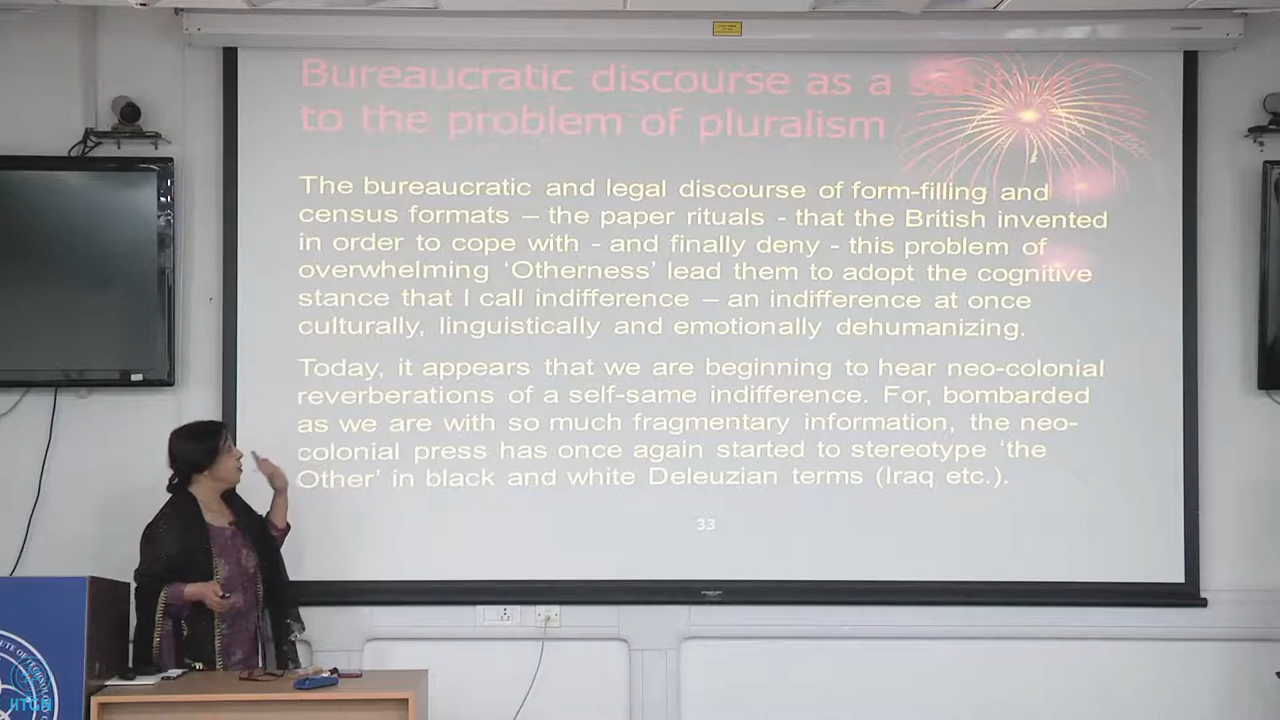 Bureaucratic discourse as a solution
to the problem of pluralism
The bureaucratic and legal discourse of form-filling and
census formats – the paper rituals - that the British invented
in order to cope with - and finally deny - this problem of
overwhelming ‘Otherness’ lead them to adopt the cognitive
stance that I call indifference – an indifference at once
culturally, linguistically and emotionally dehumanizing.
Today, it appears that we are beginning to hear neo-colonial
reverberations of a self-same indifference. For, bombarded
as we are with so much fragmentary information, the neo-
colonial press has once again started to stereotype ‘the
Other’ in black and white Deleuzian terms (Iraq etc.).
33
IITGN